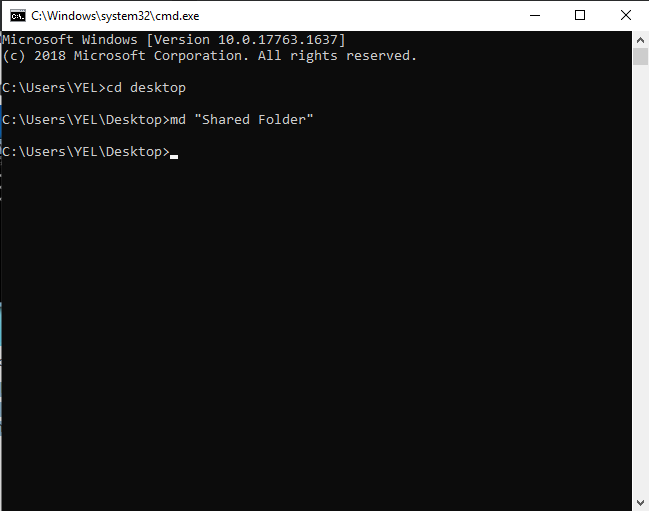 C:\Windows\system32\cmd.exe
Microsoft Windows [Version 10.0.17763.1637]
(c) 2018 Microsoft Corporation. All rights reserved.
C:\Users\YEL>cd desktop
C:\Users\YEL\Desktop>md "Shared Folder"
C:\Users\YEL\Desktop>